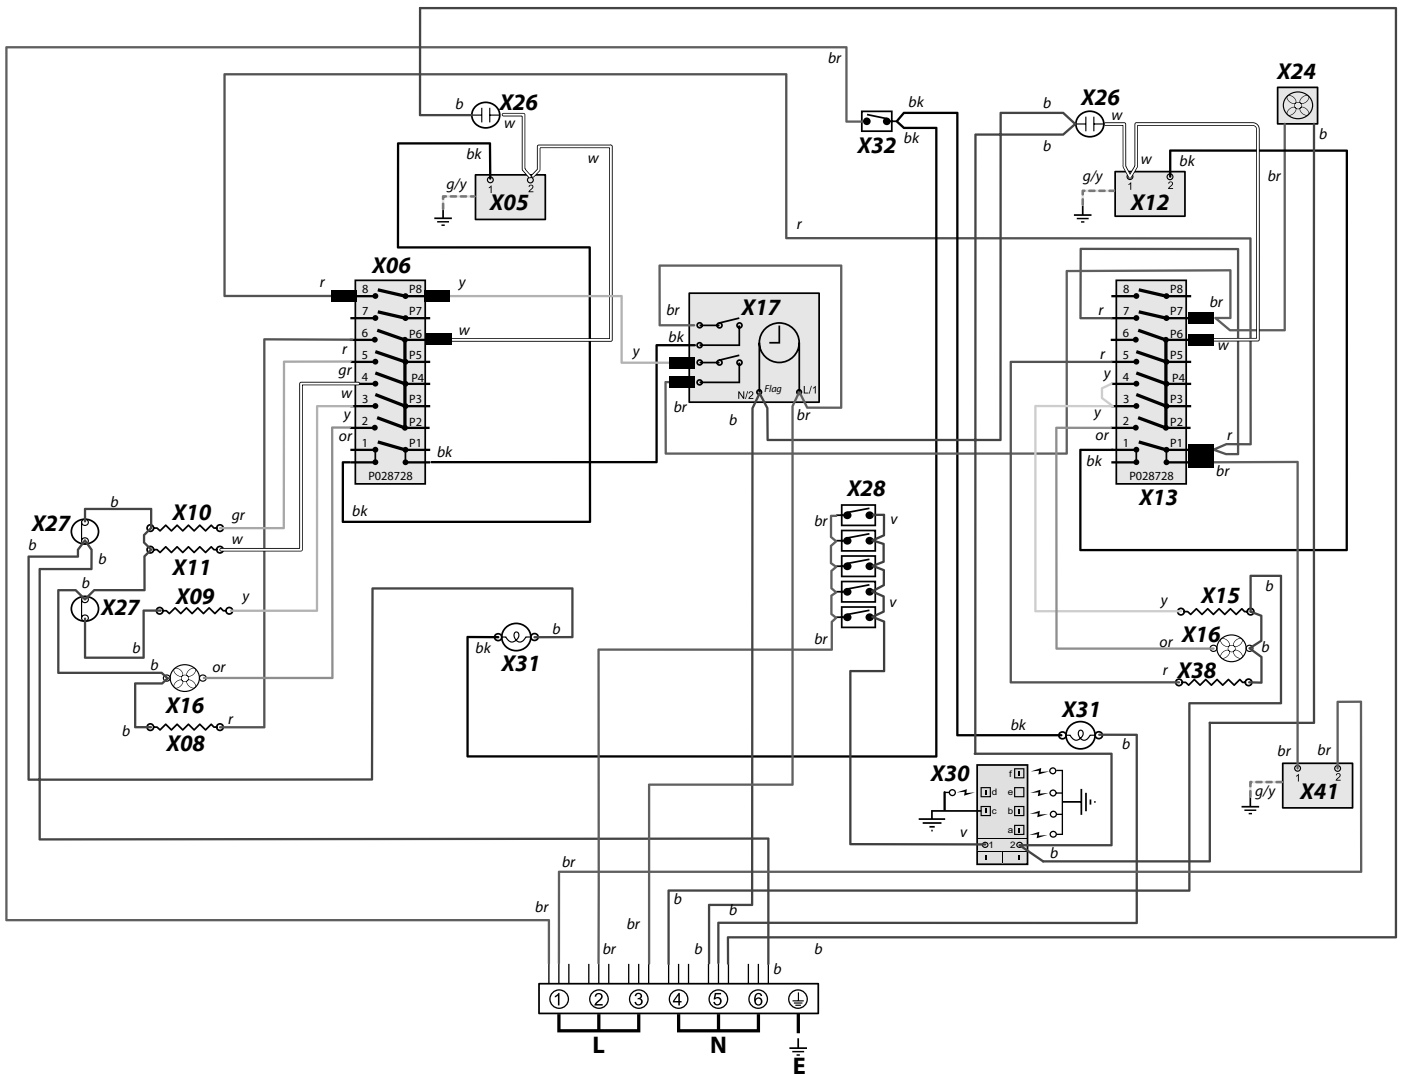 br
X24
b X26 w
bk
X32
bk
b X26 w
b
b
bk
w
g/y
1 2
X05
w
bk
g/y
1 2
X12
br
r
X06
r
8 P8
y
7 P7
6 P6
w
r
5 P5
gr
4 P4
w
3 P3
y
2 P2
or
1 P1
bk
P028728
bk
X17
br
bk
y
br
N/2 Flag L/1
b
br
8 P8
r
7 P7
br
6 P6
w
r
5 P5
y
4 P4
3 P3
y
2 P2
or
1 P1
r
bk
br
P028728
X13
b
X27
X10
gr
b
b
w
X11
b
X27
X09
y
b
b
or
X16
b
r
X08
X28
br
v
v
br
bk
b
X31
b
X15
y
X16
or
b
r
X38
X31
bk
b
X30
f
d e
c b
a
v
1 2
b
br
br
1 2
X41
g/y
br
br
b
b
br
br
b
b
b
1 2 3 4 5 6
L N
E